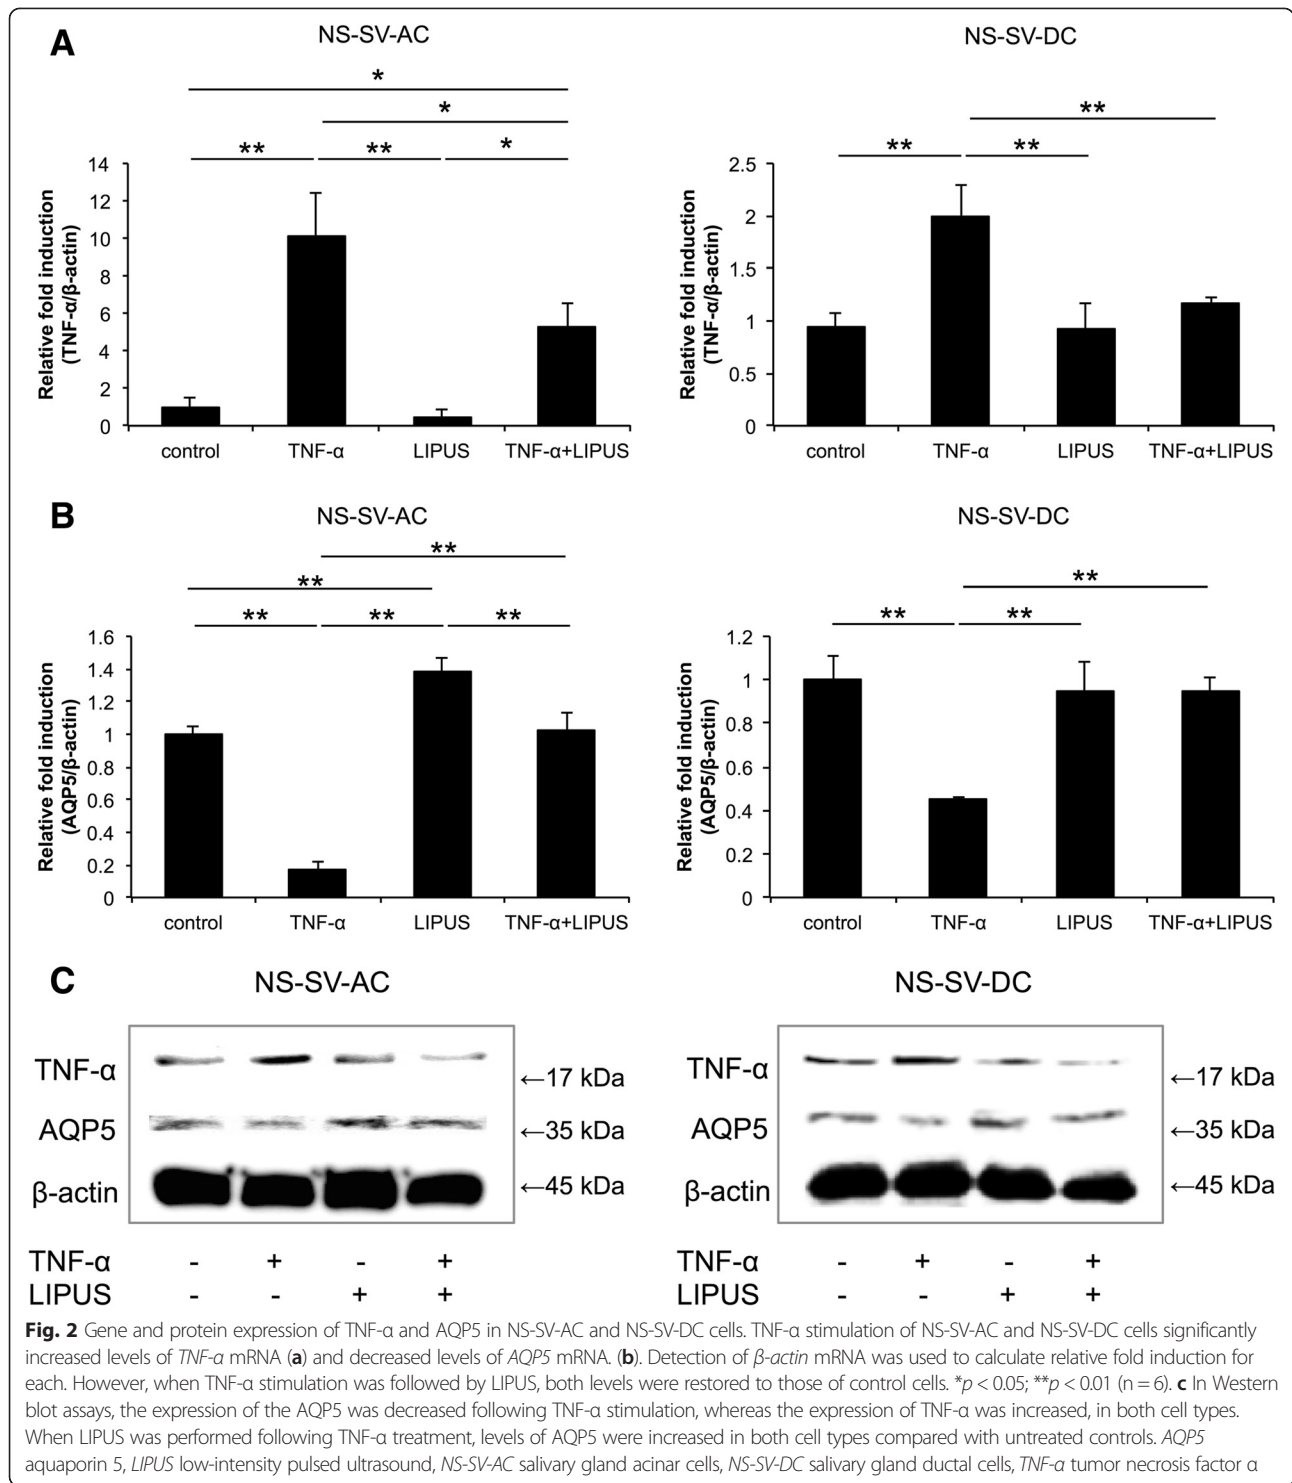 A
NS-SV-AC
NS-SV-DC
*
*
** ** *
**
** **
Relative fold induction
(TNF-α/β-actin)
14
12
10
8
6
4
2
0
control TNF-α LIPUS TNF-α+LIPUS
Relative fold induction
(TNF-α/β-actin)
2.5
2
1.5
1
0.5
0
control TNF-α LIPUS TNF-α+LIPUS
B
NS-SV-AC
NS-SV-DC
**
**
** ** **
**
** **
Relative fold induction
(AQP5/β-actin)
1.6
1.4
1.2
1
0.8
0.6
0.4
0.2
0
control TNF-α LIPUS TNF-α+LIPUS
Relative fold induction
(AQP5/β-actin)
1.2
1
0.8
0.6
0.4
0.2
0
control TNF-α LIPUS TNF-α+LIPUS
C
NS-SV-AC
TNF-α ←17 kDa
AQP5 ←35 kDa
β-actin ←45 kDa
TNF-α - + - +
LIPUS - - + +
NS-SV-DC
TNF-α ←17 kDa
AQP5 ←35 kDa
β-actin ←45 kDa
TNF-α - + - +
LIPUS - - + +
Fig. 2 Gene and protein expression of TNF-α and AQP5 in NS-SV-AC and NS-SV-DC cells. TNF-α stimulation of NS-SV-AC and NS-SV-DC cells significantly
increased levels of TNF-α mRNA (a) and decreased levels of AQP5 mRNA. (b). Detection of β-actin mRNA was used to calculate relative fold induction for
each. However, when TNF-α stimulation was followed by LIPUS, both levels were restored to those of control cells. *p < 0.05; **p < 0.01 (n = 6). c In Western
blot assays, the expression of the AQP5 was decreased following TNF-α stimulation, whereas the expression of TNF-α was increased, in both cell types.
When LIPUS was performed following TNF-α treatment, levels of AQP5 were increased in both cell types compared with untreated controls. AQP5
aquaporin 5, LIPUS low-intensity pulsed ultrasound, NS-SV-AC salivary gland acinar cells, NS-SV-DC salivary gland ductal cells, TNF-α tumor necrosis factor α